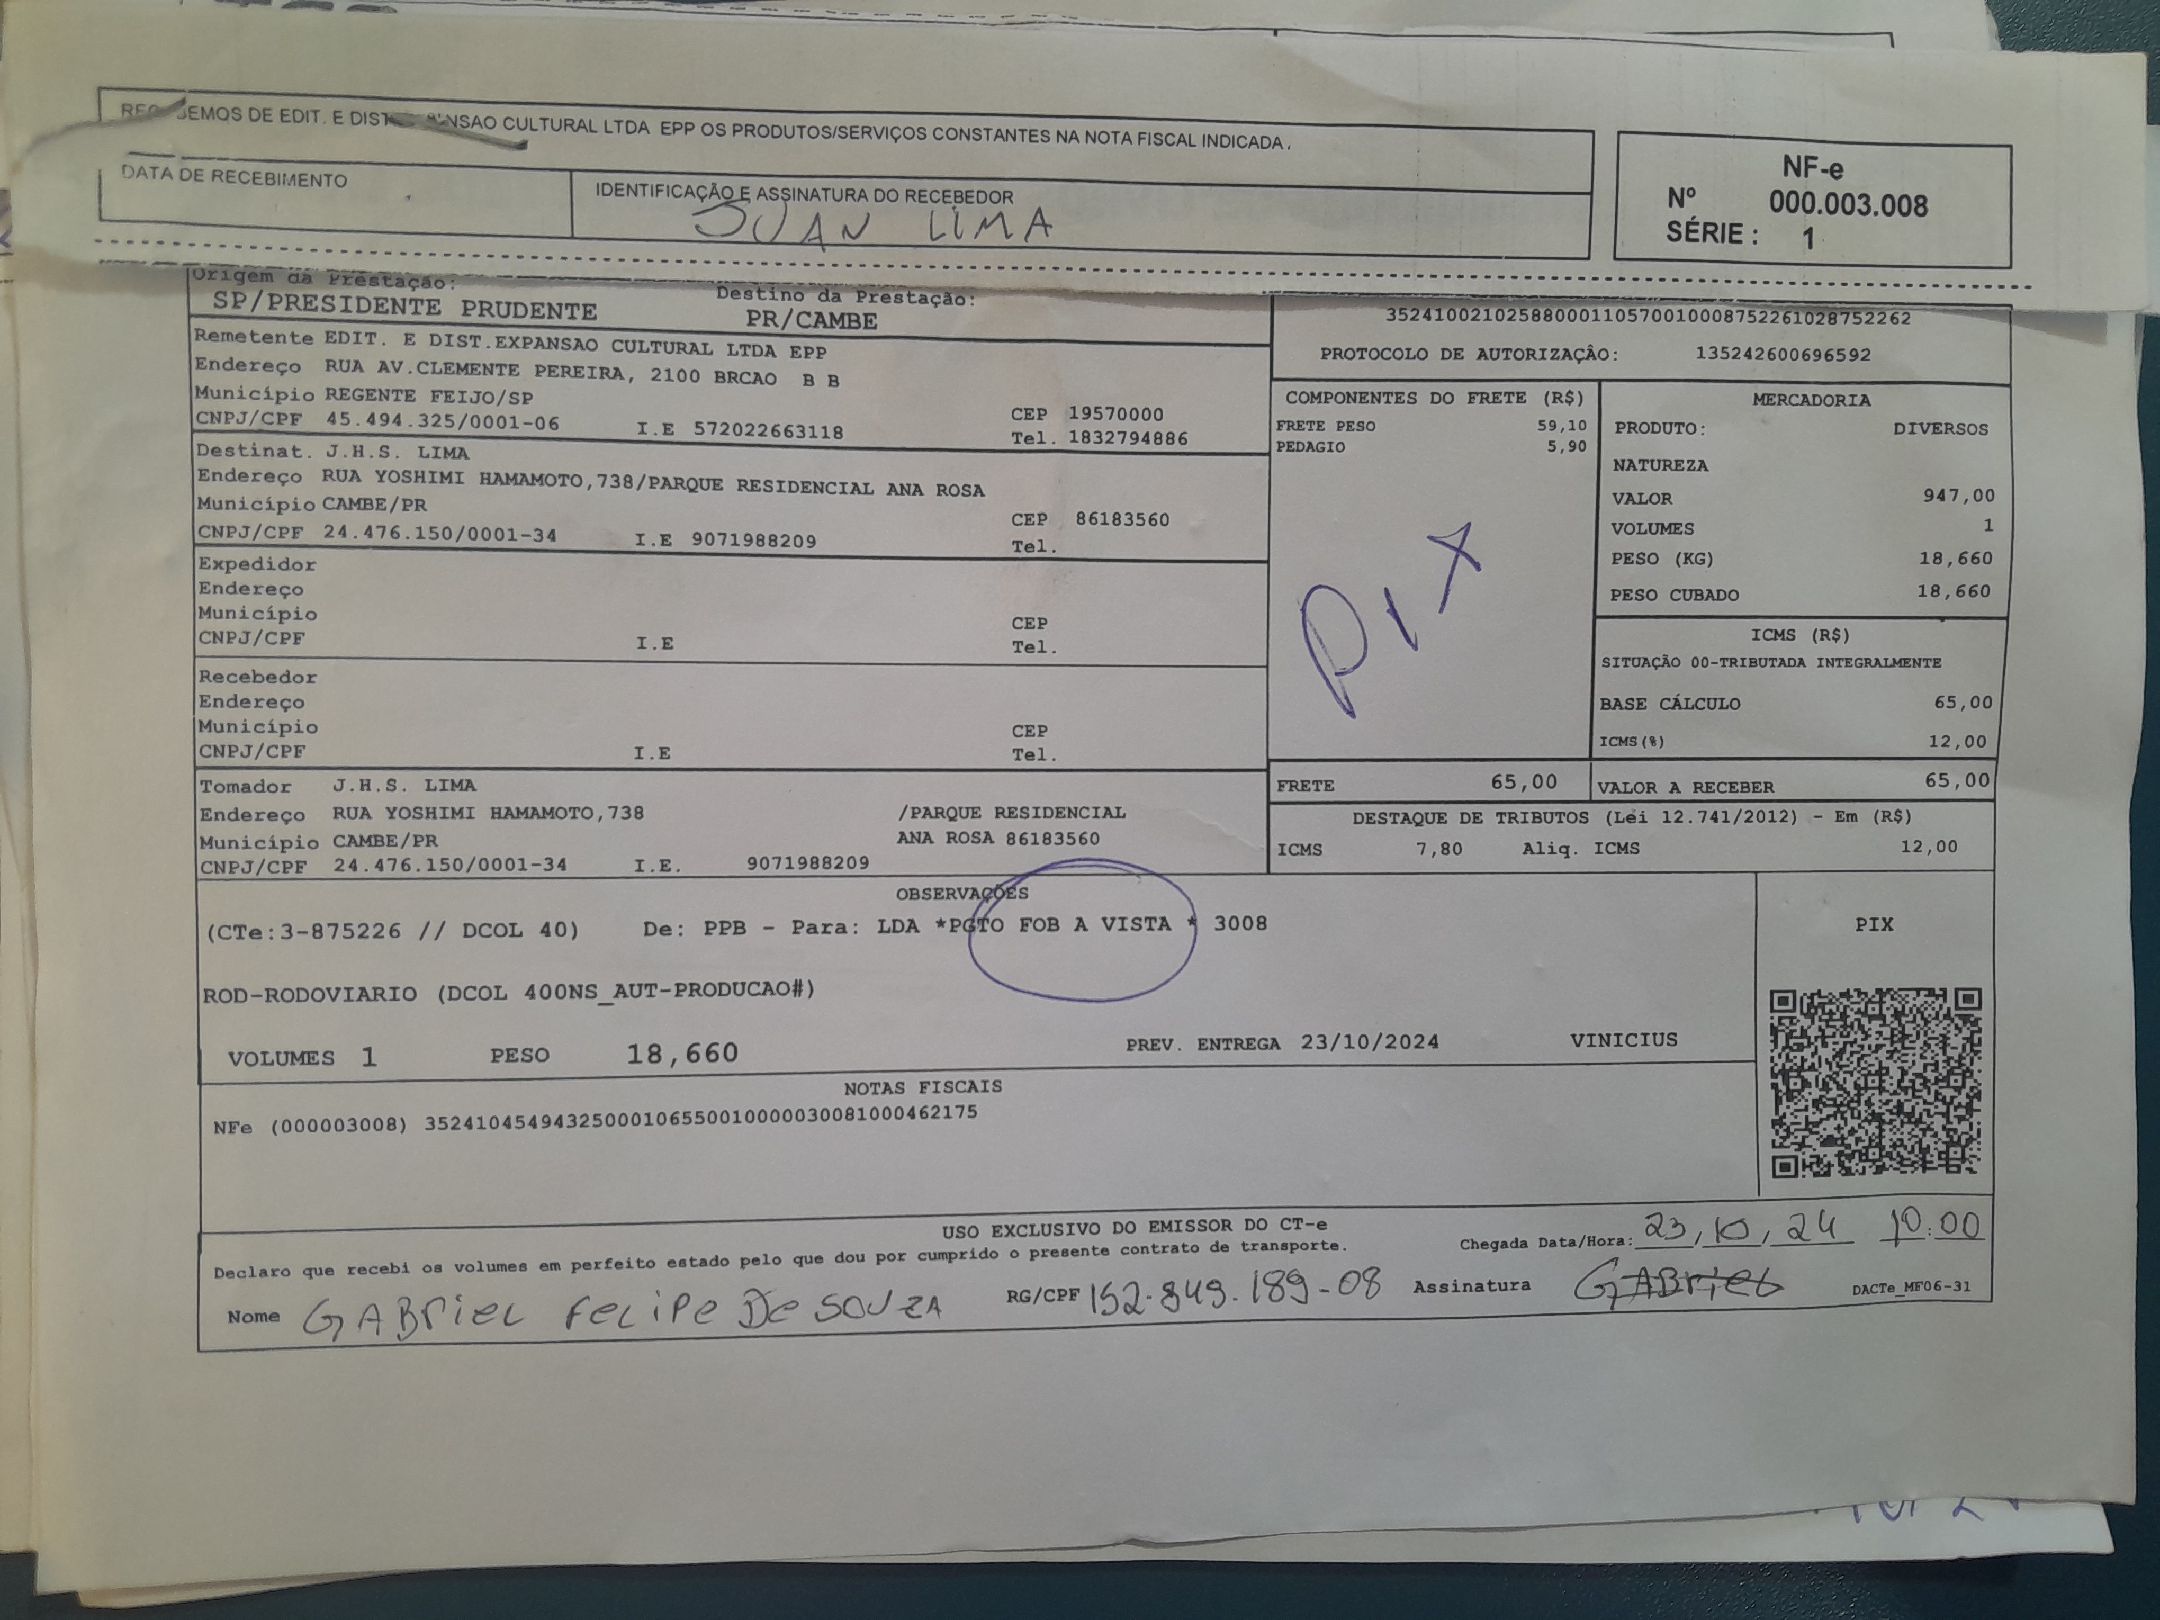 DEMOS DE EDIT. E DIST. NSAO CULTURAL LTDA EPP OS PRODUTOS/SERVIÇOS CONSTANTES NA NOTA FISCAL INDICADA.
DATA DE RECEBIMENTO
IDENTIFICAÇÃO E ASSINATURA DO RECEBEDOR
JUAN LIMA
NF-e
Nº 000.003.008
SÉRIE: 1
Origem da Prestação:
SP/PRESIDENTE PRUDENTE
Destino da Prestação:
PR/CAMBE
35241002102588000110570010008752261028752262
PROTOCOLO DE AUTORIZAÇÂO: 135242600696592
Remetente EDIT. E DIST.EXPANSAO CULTURAL LTDA EPP
Endereço RUA AV.CLEMENTE PEREIRA, 2100 BRCAO B B
Município REGENTE FEIJO/SP
CEP 19570000
CNPJ/CPF 45.494.325/0001-06 I.E 572022663118 Tel. 1832794886
Destinat. J.H.S. LIMA
Endereço RUA YOSHIMI HAMAMOTO,738/PARQUE RESIDENCIAL ANA ROSA
Município CAMBE/PR CEP 86183560
CNPJ/CPF 24.476.150/0001-34 I.E 9071988209 Tel.
Expedidor
Endereço
Município CEP
CNPJ/CPF I.E Tel.
Recebedor
Endereço
Município CEP
CNPJ/CPF I.E Tel.
Tomador J.H.S. LIMA
Endereço RUA YOSHIMI HAMAMOTO,738 /PARQUE RESIDENCIAL
Município CAMBE/PR ANA ROSA 86183560
CNPJ/CPF 24.476.150/0001-34 I.E. 9071988209
COMPONENTES DO FRETE (R$)
FRETE PESO 59,10
PEDAGIO 5,90
PIX
MERCADORIA
PRODUTO: DIVERSOS
NATUREZA
VALOR 947,00
VOLUMES 1
PESO (KG) 18,660
PESO CUBADO 18,660
ICMS (R$)
SITUAÇÃO 00-TRIBUTADA INTEGRALMENTE
BASE CÁLCULO 65,00
ICMS(%) 12,00
FRETE 65,00
VALOR A RECEBER 65,00
DESTAQUE DE TRIBUTOS (Lei 12.741/2012) - Em (R$)
ICMS 7,80 Aliq. ICMS 12,00
OBSERVAÇÕES
(CTe:3-875226 // DCOL 40) De: PPB - Para: LDA *PGTO FOB A VISTA * 3008
ROD-RODOVIARIO (DCOL 400NS_AUT-PRODUCAO#)
VOLUMES 1 PESO 18,660 PREV. ENTREGA 23/10/2024 VINICIUS
PIX
NOTAS FISCAIS
NFe (000003008) 35241045494325000106550010000030081000462175
USO EXCLUSIVO DO EMISSOR DO CT-e
Declaro que recebi os volumes em perfeito estado pelo que dou por cumprido o presente contrato de transporte.
Chegada Data/Hora: 23,10,24 10:00
Nome GABRIEL FELIPE DE SOUZA RG/CPF 152.849.189-08 Assinatura GABRIEL DACTe_MF06-31